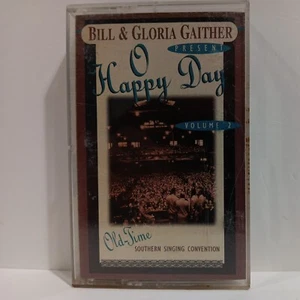 BILL & GLORIA GAITHER
PRESENT
O
Happy Day
VOLUME 2
Old-Time
SOUTHERN SINGING CONVENTION